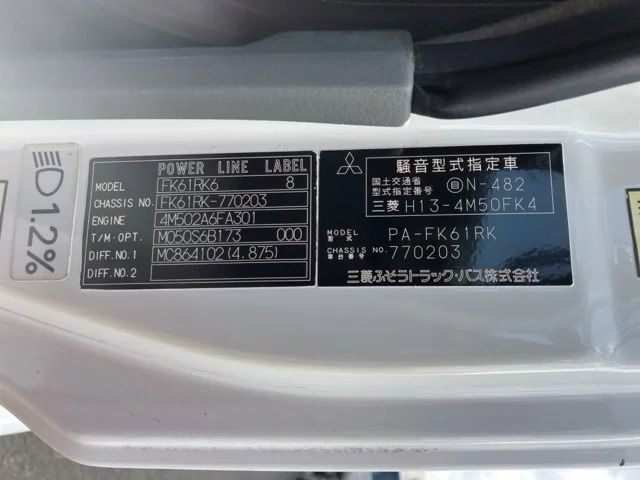 1.2%
POWER LINE LABEL
MODEL FK61RK6 8
CHASSIS NO. FK61RK-770203
ENGINE 4M502A6FA301
T/M·OPT. M050S6B173 000
DIFF.NO.1 MC864102(4.875)
DIFF.NO.2
騒音型式指定車
国土交通省
型式指定番号 自N-482
三菱 H13-4M50FK4
MODEL
型式 PA-FK61RK
CHASSIS NO.
車台番号 770203
三菱ふそうトラック・バス株式会社